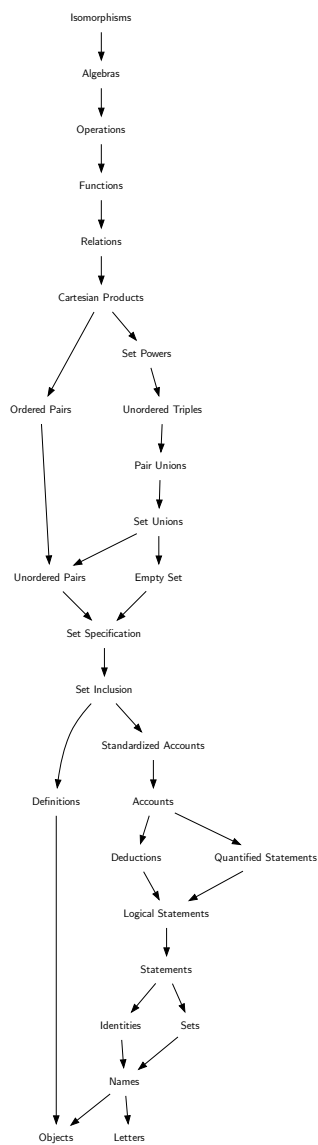 Isomorphisms
Algebras
Operations
Functions
Relations
Cartesian Products
Set Powers
Ordered Pairs
Unordered Triples
Pair Unions
Set Unions
Unordered Pairs
Empty Set
Set Specification
Set Inclusion
Standardized Accounts
Definitions
Accounts
Deductions
Quantified Statements
Logical Statements
Statements
Identities
Sets
Names
Objects
Letters